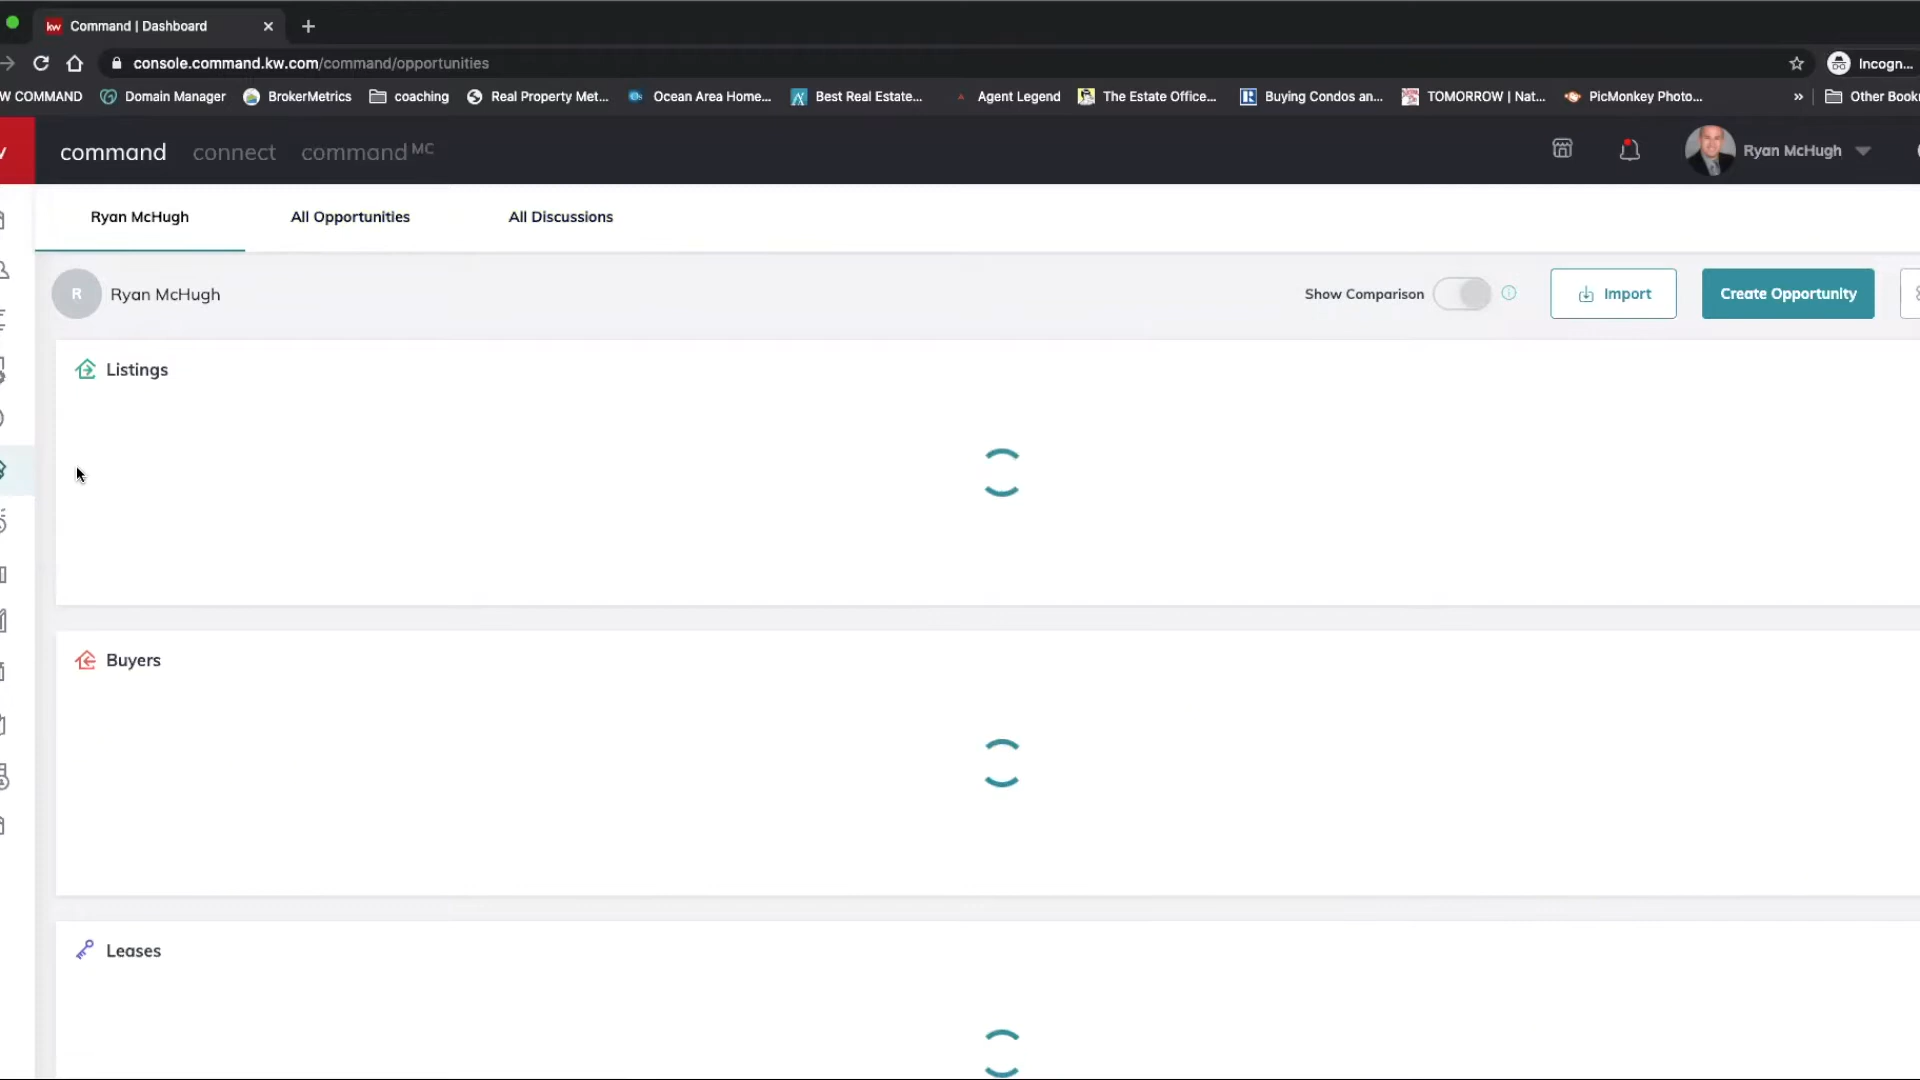 kw Command | Dashboard
console.command.kw.com/command/opportunities
Incogn...
W COMMAND Domain Manager BrokerMetrics coaching Real Property Met... Ocean Area Home... Best Real Estate... Agent Legend The Estate Office... Buying Condos an... TOMORROW | Nat... PicMonkey Photo... » Other Book
command connect command MC Ryan McHugh
Ryan McHugh All Opportunities All Discussions
R Ryan McHugh Show Comparison Import Create Opportunity
Listings
Buyers
Leases